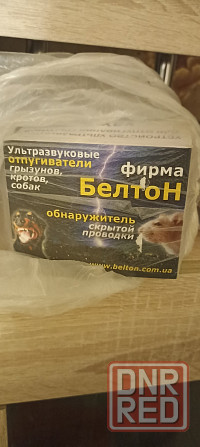 Ультразвуковые
отпугиватели
грызунов,
кротов,
собак
фирма
БелтоН
обнаружитель
скрытой
проводки
www.belton.com.ua
DNR
RED